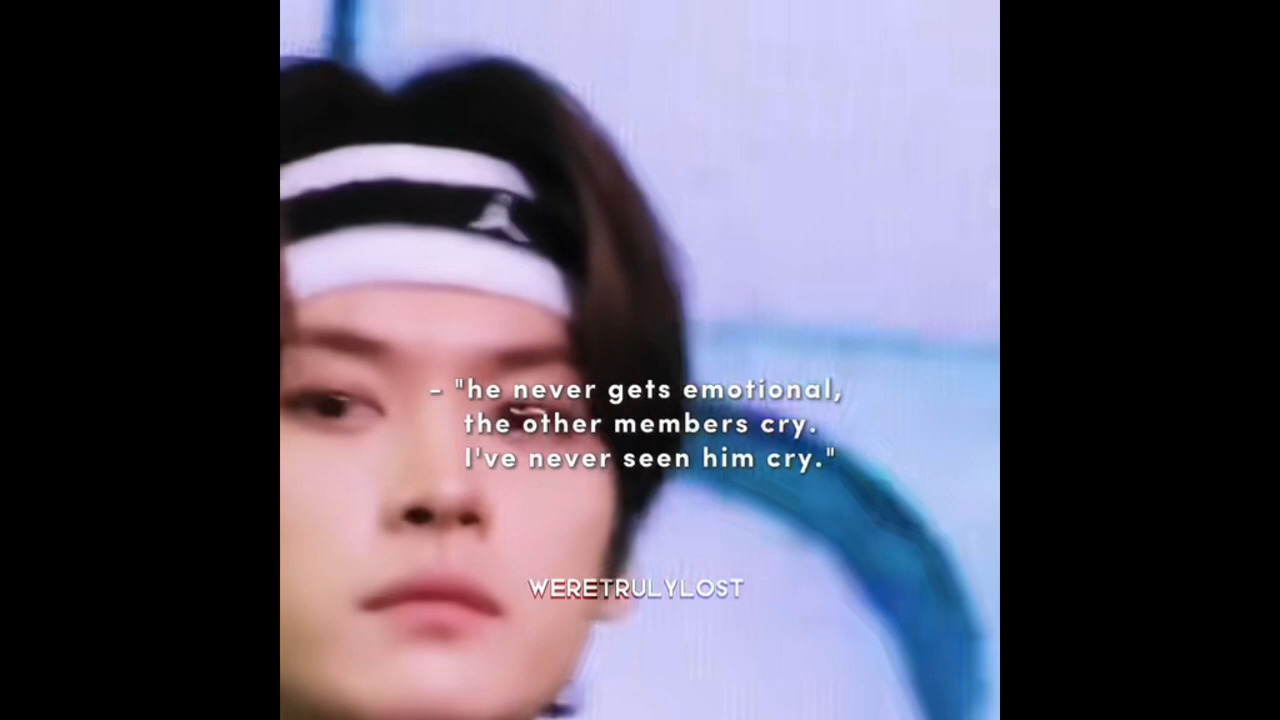 - "he never gets emotional,
the other members cry.
I've never seen him cry."
WERETRULYLOST